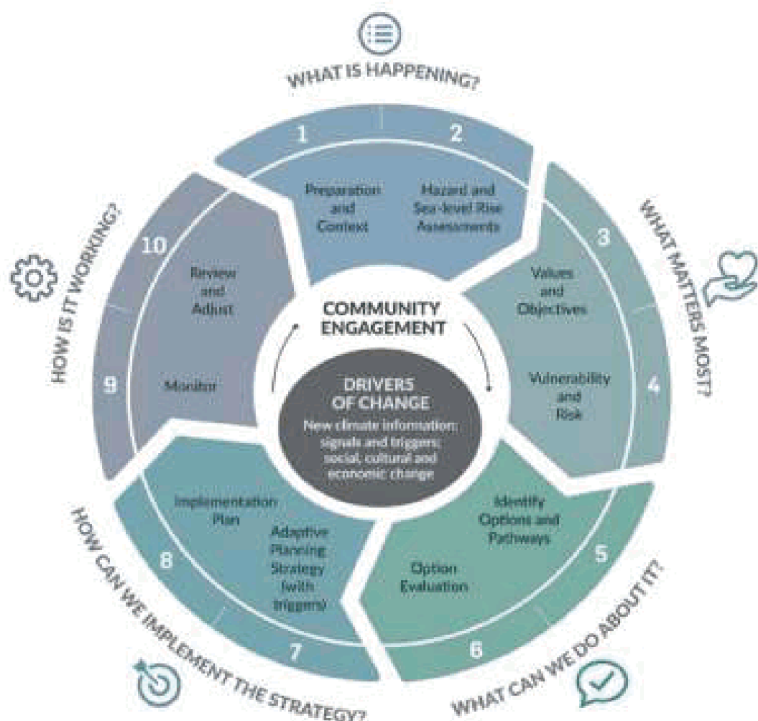 WHAT IS HAPPENING?
1
Preparation
and
Context
2
Hazard and
Sea-level Rise
Assessments
WHAT MATTERS MOST?
3
Values
and
Objectives
4
Vulnerability
and
Risk
WHAT CAN WE DO ABOUT IT?
5
Identify
Options and
Pathways
6
Option
Evaluation
HOW CAN WE IMPLEMENT THE STRATEGY?
7
Adaptive
Planning
Strategy
(with
triggers)
8
Implementation
Plan
HOW IS IT WORKING?
9
Monitor
10
Review
and
Adjust
COMMUNITY
ENGAGEMENT
DRIVERS
OF CHANGE
New climate information;
signals and triggers;
social, cultural and
economic change